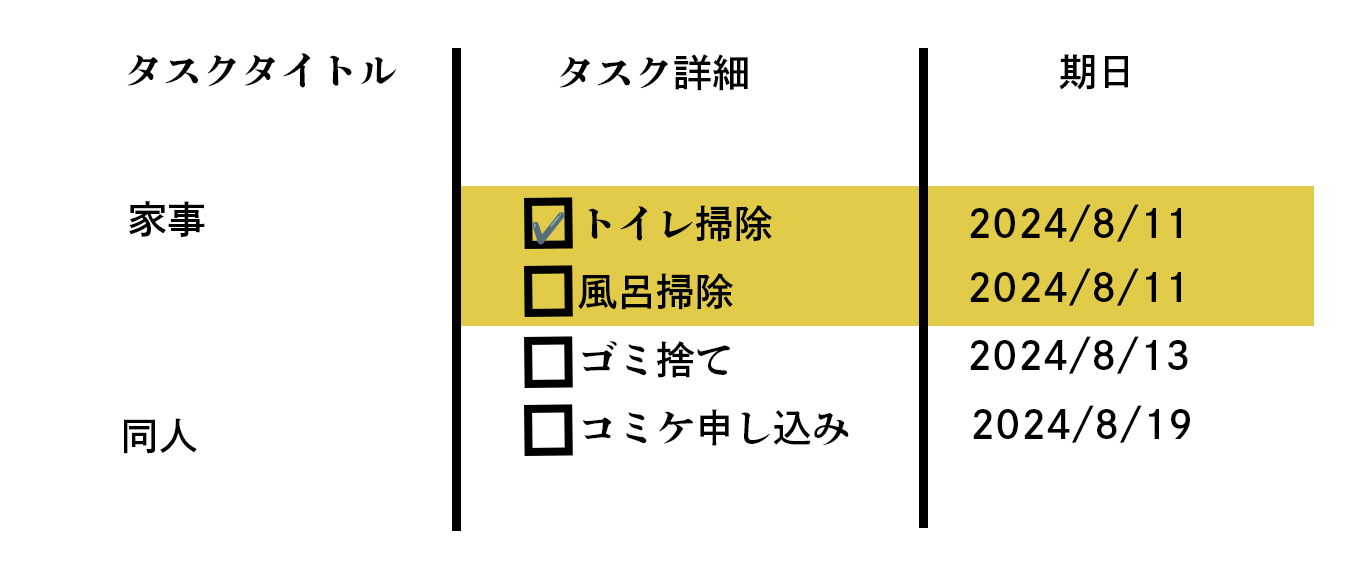 タスクタイトル タスク詳細 期日
家事 ✓トイレ掃除 2024/8/11
風呂掃除 2024/8/11
ゴミ捨て 2024/8/13
同人 コミケ申し込み 2024/8/19